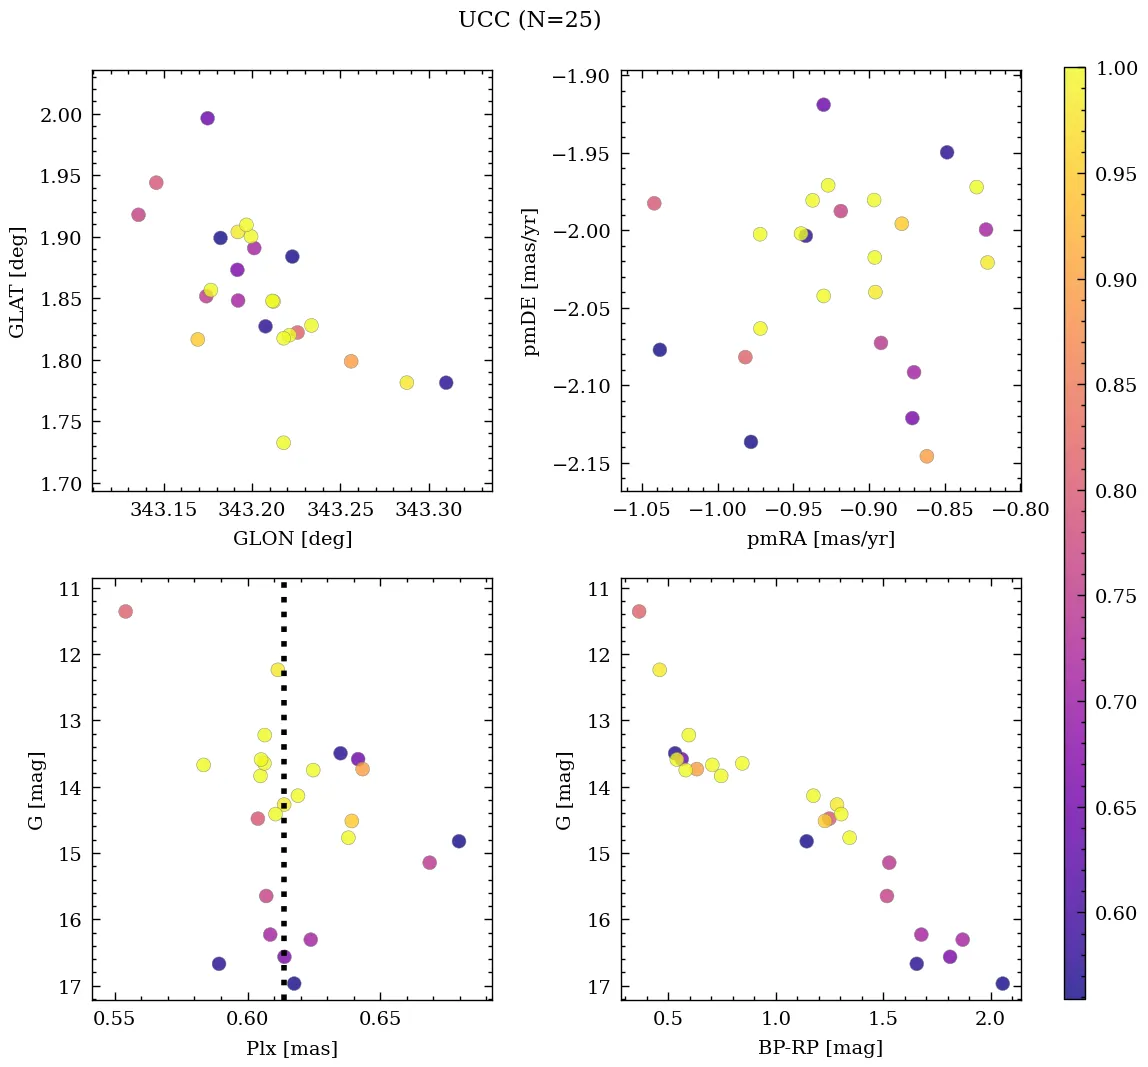 UCC (N=25)
2.00
1.95
1.90
1.85
1.80
1.75
1.70
GLAT [deg]
343.15 343.20 343.25 343.30
GLON [deg]
−1.90
−1.95
−2.00
−2.05
−2.10
−2.15
pmDE [mas/yr]
−1.05 −1.00 −0.95 −0.90 −0.85 −0.80
pmRA [mas/yr]
11
12
13
14
15
16
17
G [mag]
0.55 0.60 0.65
Plx [mas]
11
12
13
14
15
16
17
G [mag]
0.5 1.0 1.5 2.0
BP-RP [mag]
1.00
0.95
0.90
0.85
0.80
0.75
0.70
0.65
0.60